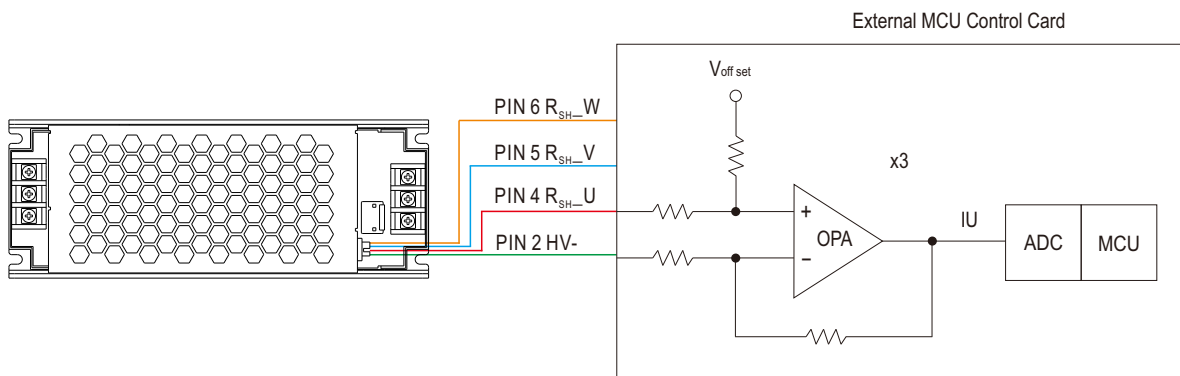 External MCU Control Card
Voff set
PIN 6 RSH_W
PIN 5 RSH_V
x3
PIN 4 RSH_U
+
IU
OPA
ADC
MCU
PIN 2 HV-
−